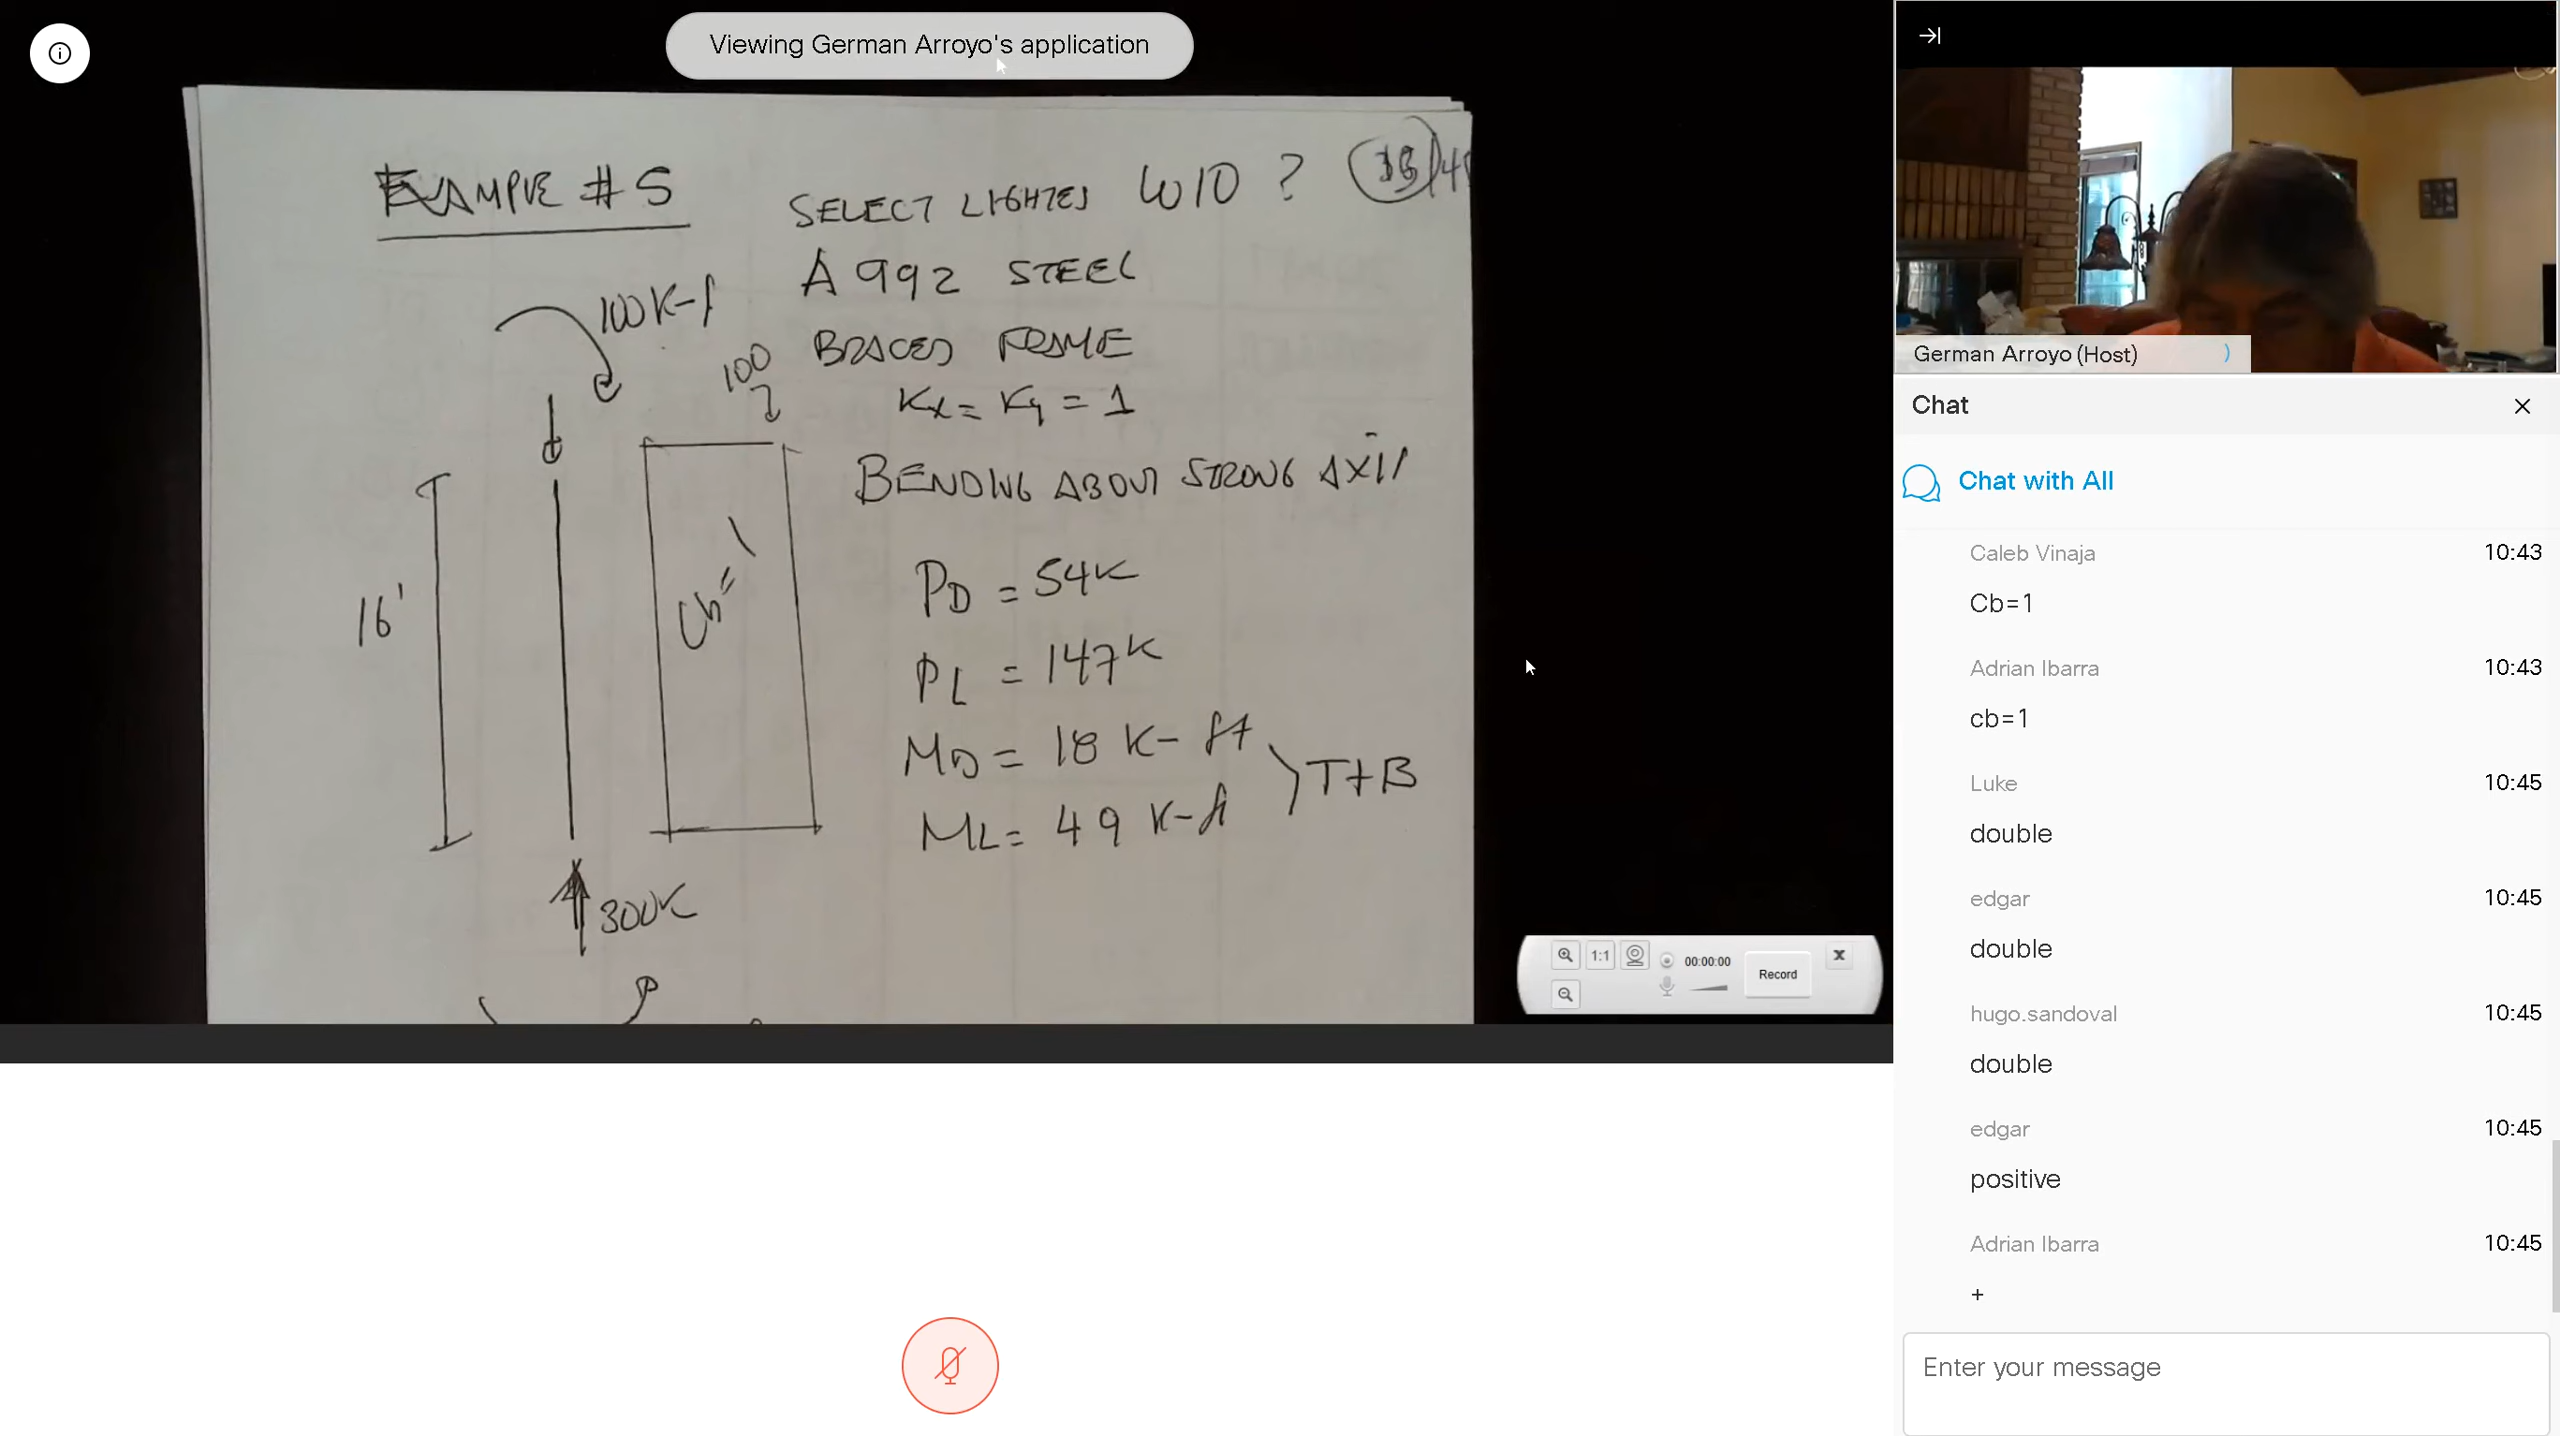 Viewing German Arroyo's application
EXAMPLE # 5
SELECT LIGHTES W10 ?
A992 STEEL
100K-f
100
BRACED FRAME
Kx = Ky = 1
BENDING ABOUT STRONG AXIS
16'
PD = 54K
PL = 147K
MD = 18 K-ft
ML = 49 K-ft
T+B
300K
00:00:00
1:1
Record
x
German Arroyo (Host)
Chat
Chat with All
Caleb Vinaja 10:43
Cb=1
Adrian Ibarra 10:43
cb=1
Luke 10:45
double
edgar 10:45
double
hugo.sandoval 10:45
double
edgar 10:45
positive
Adrian Ibarra 10:45
+
Enter your message